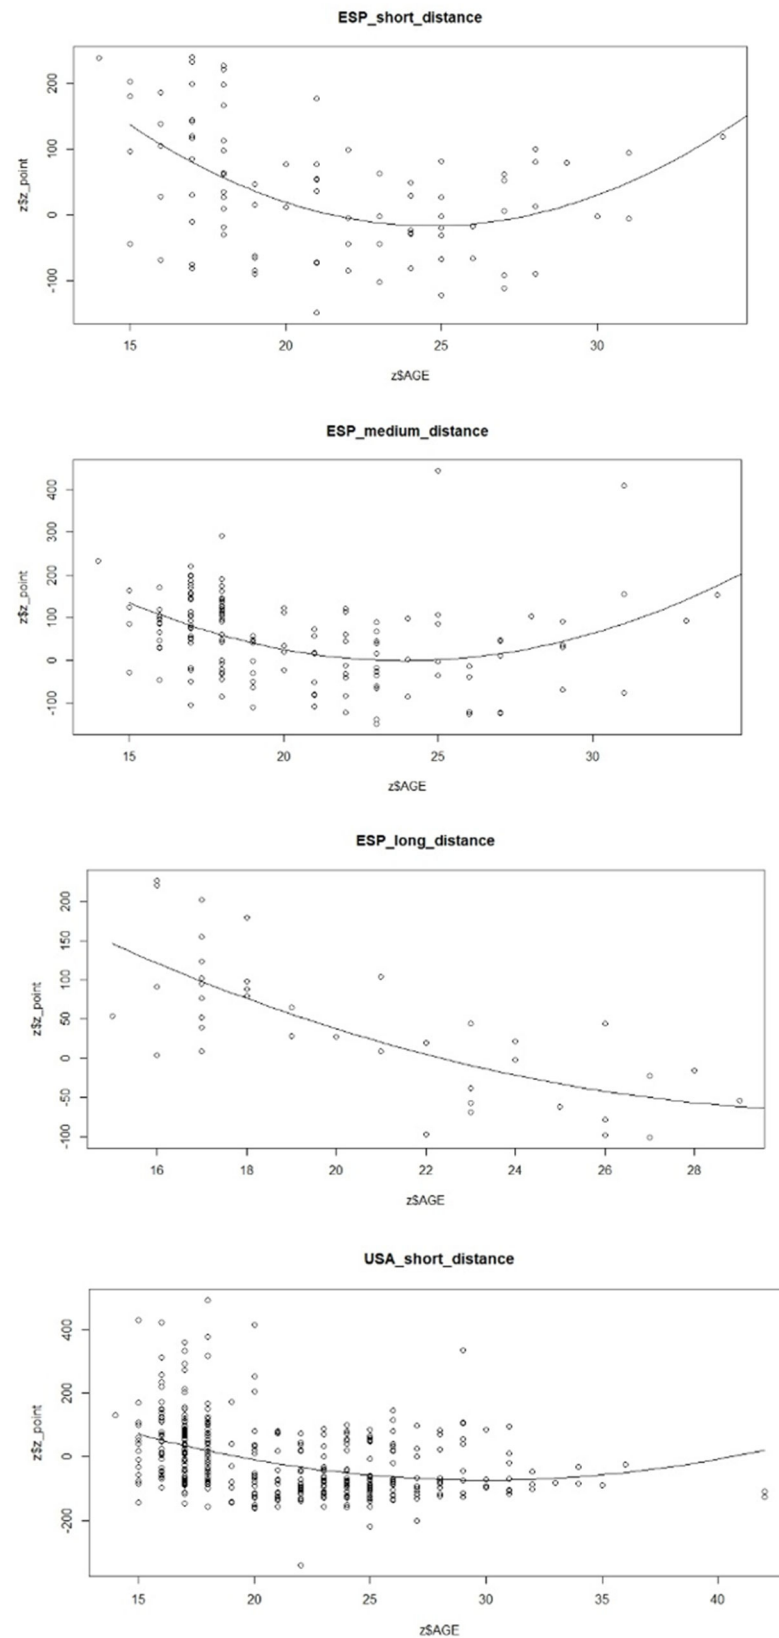 ESP_short_distance
200
100
0
-100
z$z_point
15 20 25 30
z$AGE
ESP_medium_distance
400
300
200
100
0
-100
z$z_point
15 20 25 30
z$AGE
ESP_long_distance
200
150
100
50
0
-50
-100
z$z_point
16 18 20 22 24 26 28
z$AGE
USA_short_distance
400
200
0
-200
z$z_point
15 20 25 30 35 40
z$AGE